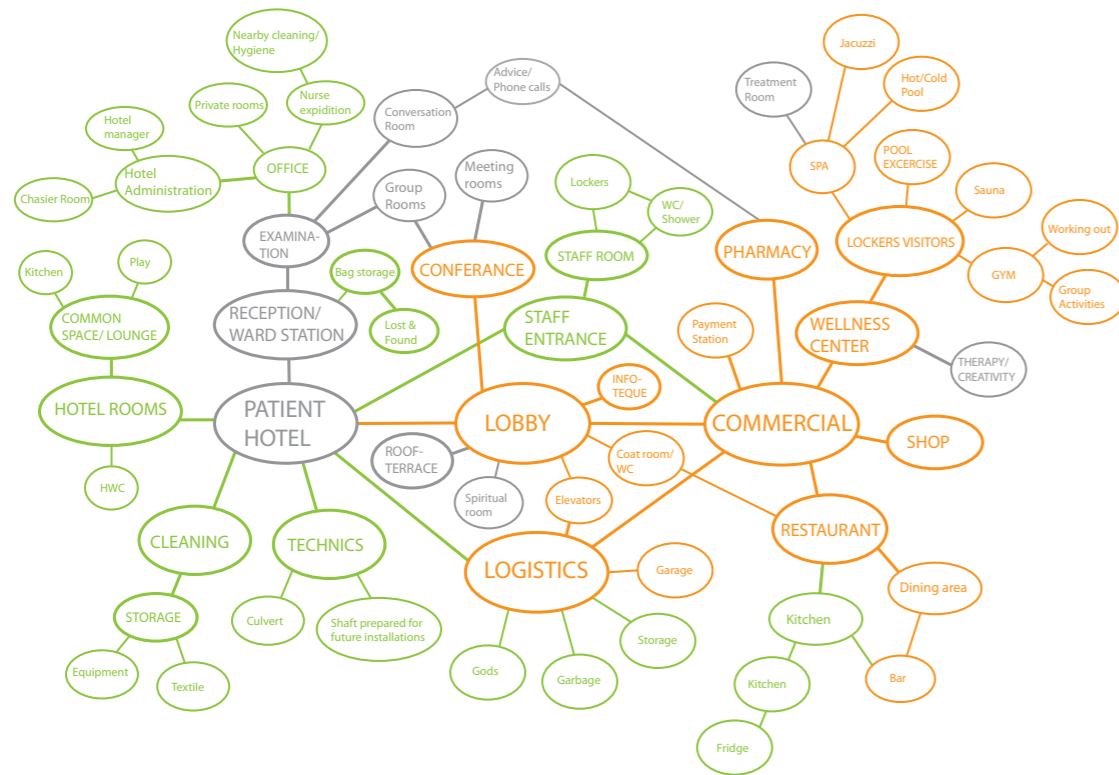 Nearby cleaning/
Hygiene
Private rooms
Nurse
expidition
Hotel
manager
Hotel
Administration
Chasier Room
OFFICE
Advice/
Phone calls
Conversation
Room
Group
Rooms
Meeting
rooms
EXAMINA-
TION
CONFERANCE
Lockers
WC/
Shower
STAFF ROOM
Jacuzzi
Treatment
Room
Hot/Cold
Pool
SPA
POOL
EXCERCISE
Sauna
LOCKERS VISITORS
Working out
GYM
Group
Activities
PHARMACY
Kitchen
Play
COMMON
SPACE/ LOUNGE
RECEPTION/
WARD STATION
Bag storage
Lost &
Found
STAFF
ENTRANCE
Payment
Station
WELLNESS
CENTER
THERAPY/
CREATIVITY
HOTEL ROOMS
HWC
PATIENT
HOTEL
LOBBY
INFO-
TEQUE
COMMERCIAL
SHOP
ROOF-
TERRACE
Spiritual
room
Coat room/
WC
Elevators
RESTAURANT
CLEANING
TECHNICS
LOGISTICS
Garage
Dining area
STORAGE
Culvert
Shaft prepared for
future installations
Storage
Kitchen
Equipment
Textile
Gods
Garbage
Kitchen
Bar
Fridge